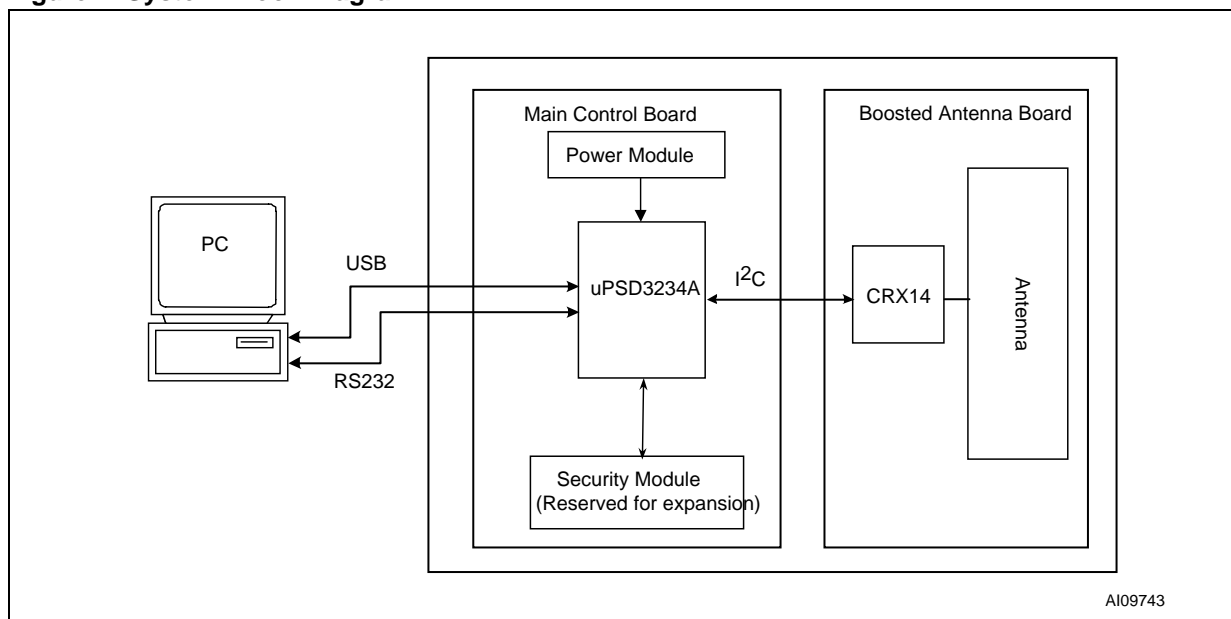 Main Control Board
Boosted Antenna Board
Power Module
PC
USB
uPSD3234A
I2C
CRX14
Antenna
RS232
Security Module
(Reserved for expansion)
AI09743